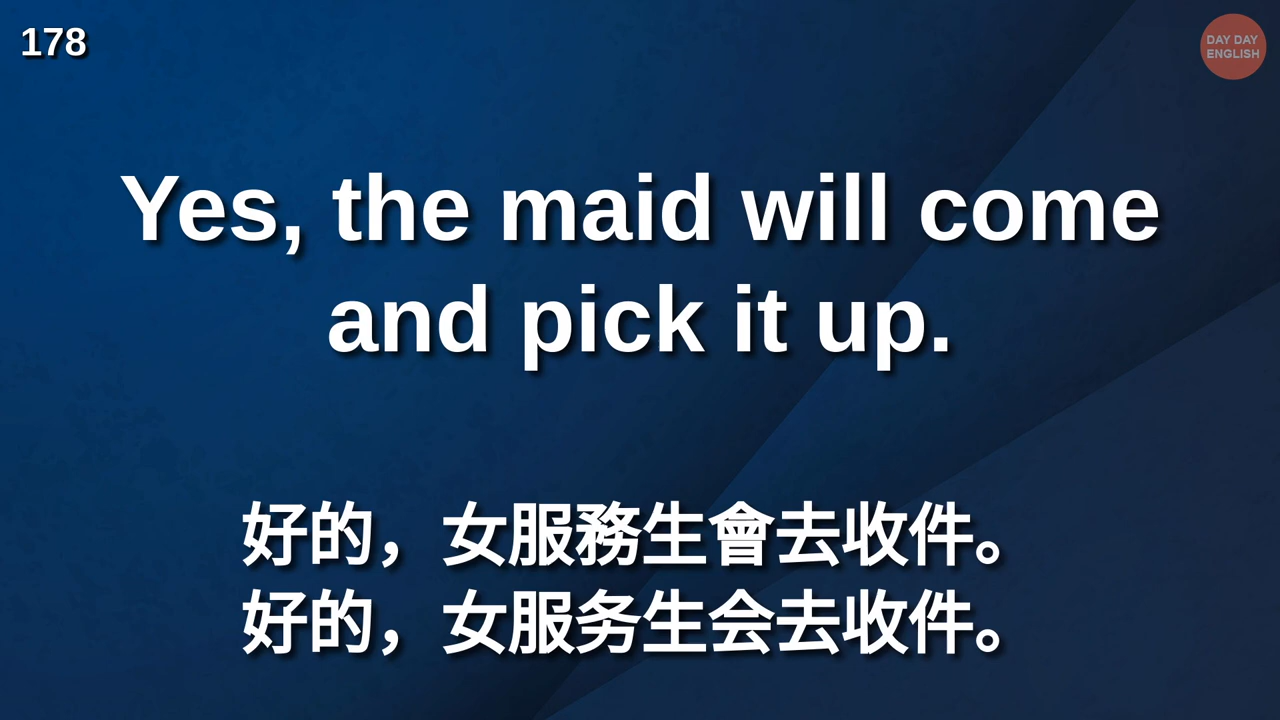 178
DAY DAY
ENGLISH
Yes, the maid will come
and pick it up.
好的，女服務生會去收件。
好的，女服务生会去收件。